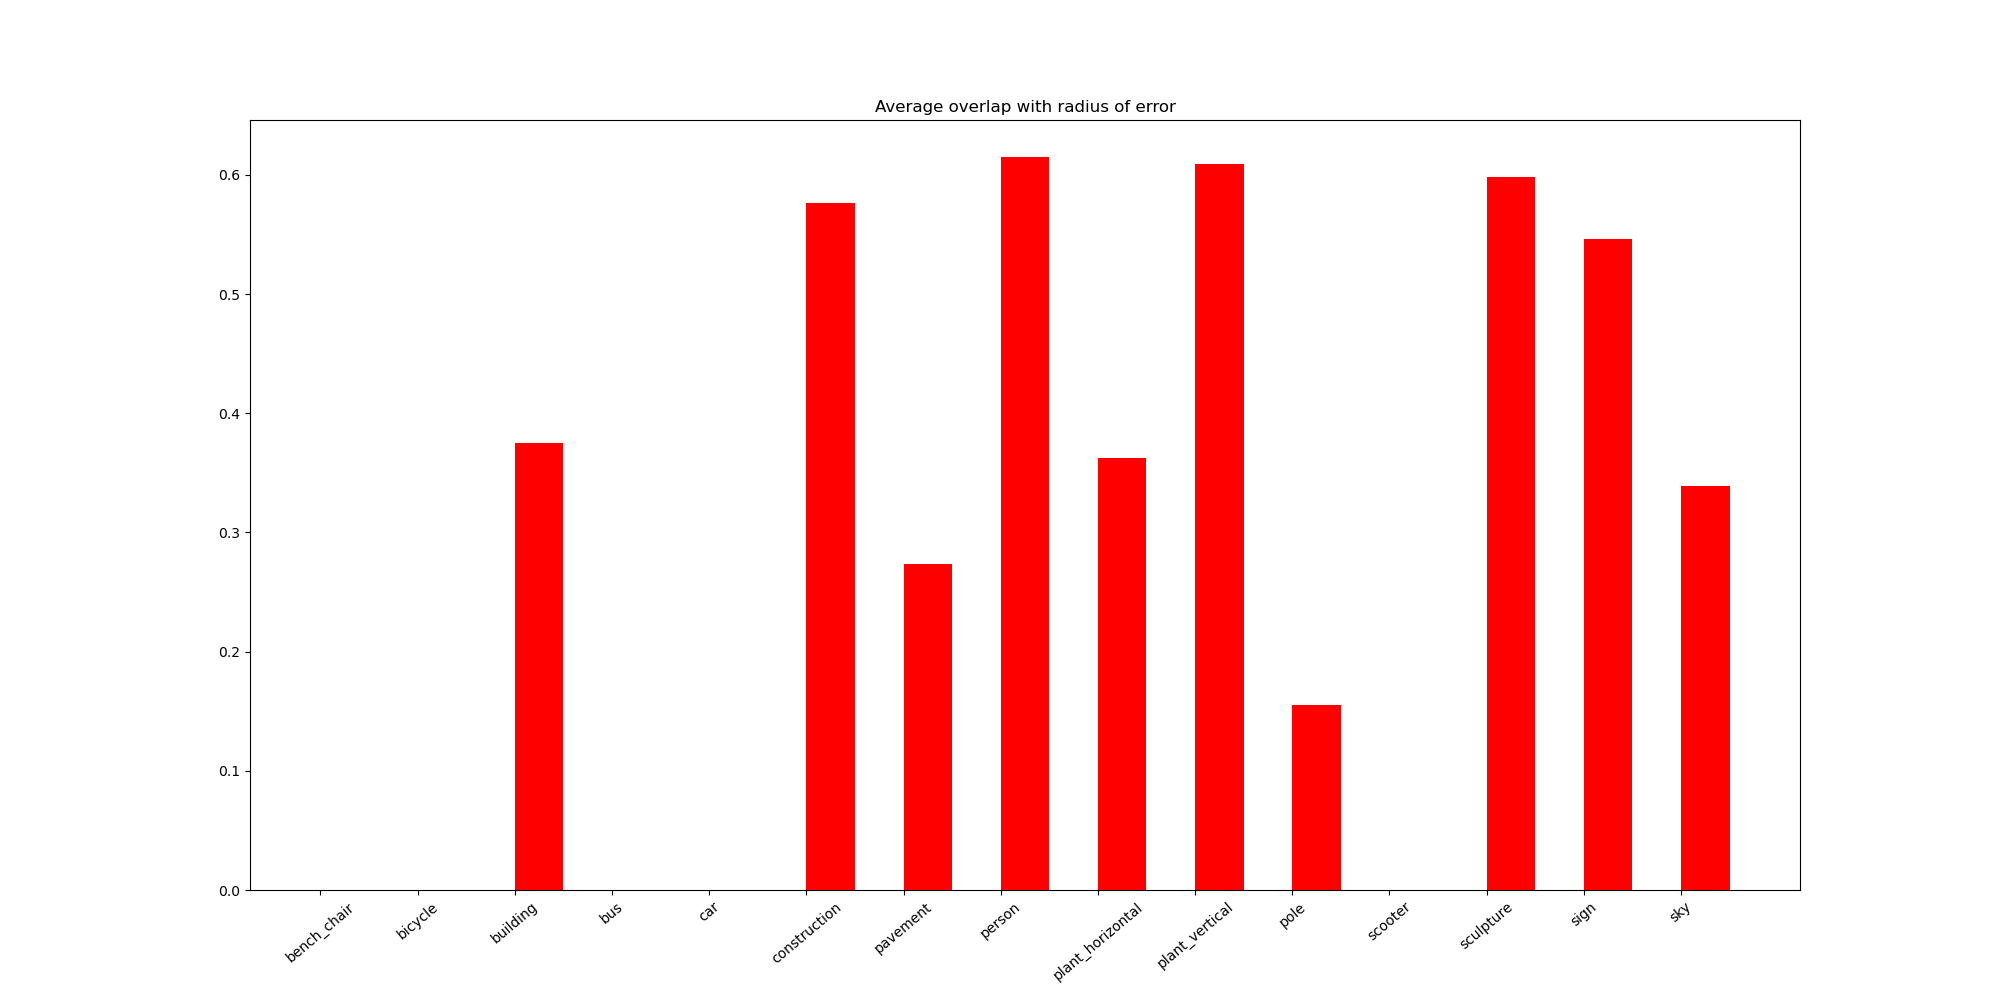 Average overlap with radius of error
0.6
0.5
0.4
0.3
0.2
0.1
0.0
bench_chair
bicycle
building
bus
car
construction
pavement
person
plant_horizontal
plant_vertical
pole
scooter
sculpture
sign
sky